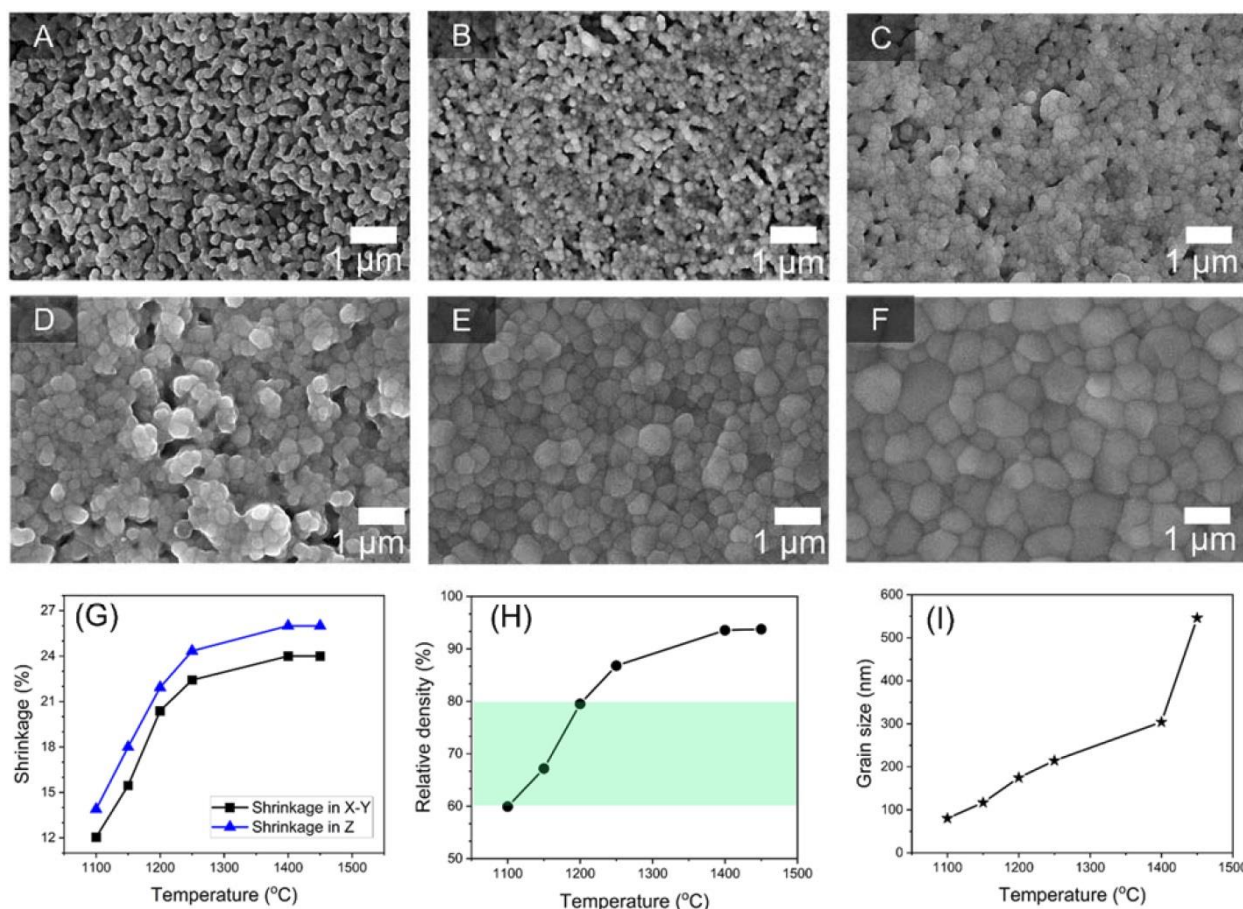 A
B
C
1 µm
1 µm
1 µm
D
E
F
1 µm
1 µm
1 µm
(G)
27
24
21
18
15
12
Shrinkage (%)
Shrinkage in X-Y
Shrinkage in Z
1100
1200
1300
1400
1500
Temperature (°C)
(H)
100
90
80
70
60
50
Relative density (%)
1100
1200
1300
1400
1500
Temperature (°C)
(I)
600
500
400
300
200
100
0
Grain size (nm)
1100
1200
1300
1400
1500
Temperature (°C)